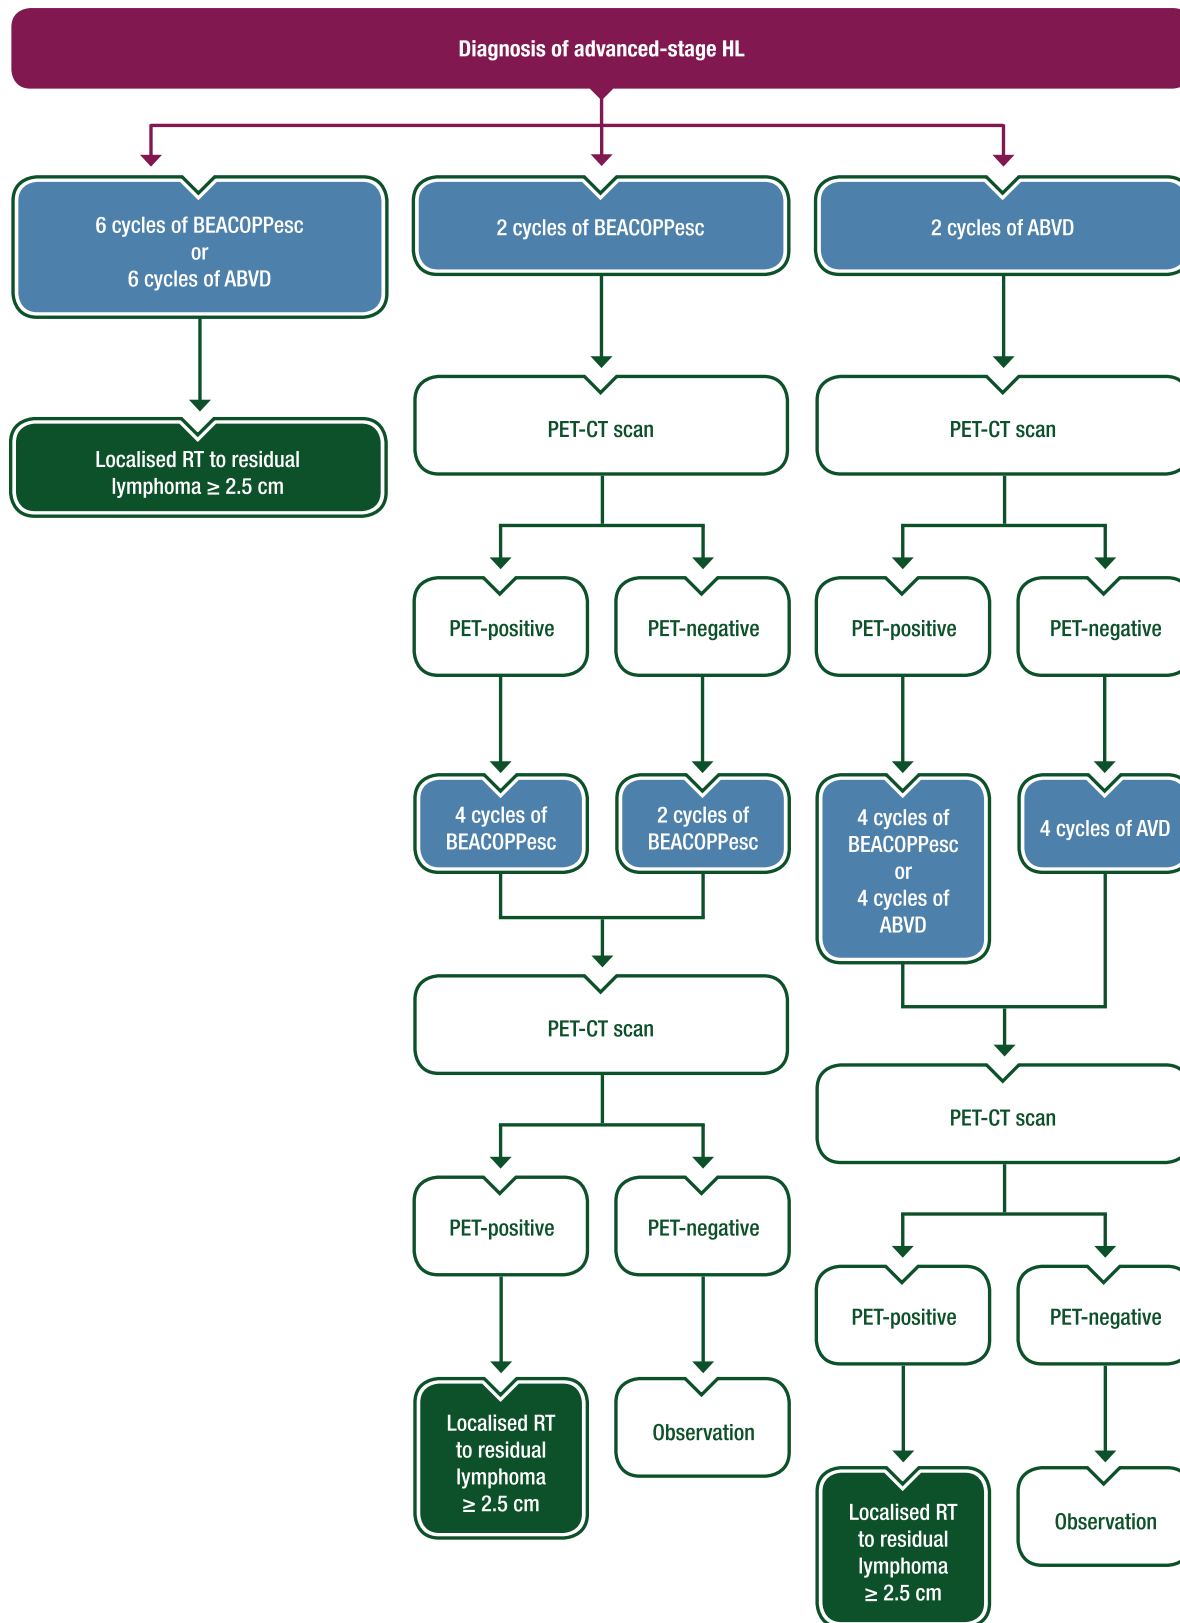 Diagnosis of advanced-stage HL
6 cycles of BEACOPPesc
or
6 cycles of ABVD
Localised RT to residual
lymphoma ≥ 2.5 cm
2 cycles of BEACOPPesc
PET-CT scan
PET-positive
PET-negative
4 cycles of
BEACOPPesc
2 cycles of
BEACOPPesc
PET-CT scan
PET-positive
PET-negative
Localised RT
to residual
lymphoma
≥ 2.5 cm
Observation
2 cycles of ABVD
PET-CT scan
PET-positive
PET-negative
4 cycles of
BEACOPPesc
or
4 cycles of
ABVD
4 cycles of AVD
PET-CT scan
PET-positive
PET-negative
Localised RT
to residual
lymphoma
≥ 2.5 cm
Observation